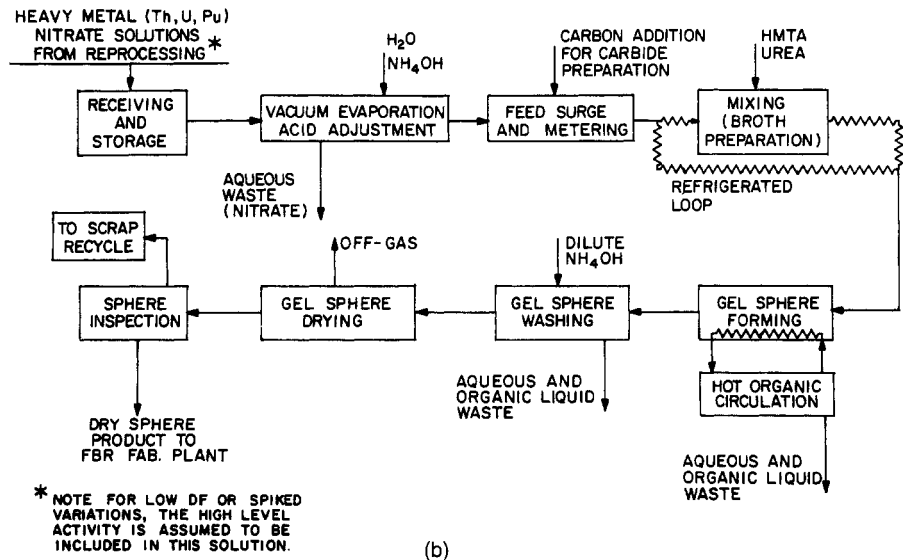 HEAVY METAL (Th, U, Pu)
NITRATE SOLUTIONS
FROM REPROCESSING*
RECEIVING
AND
STORAGE
H₂O
NH₄OH
VACUUM EVAPORATION
ACID ADJUSTMENT
AQUEOUS
WASTE
(NITRATE)
CARBON ADDITION
FOR CARBIDE
PREPARATION
FEED SURGE
AND METERING
HMTA
UREA
MIXING
(BROTH
PREPARATION)
REFRIGERATED
LOOP
TO SCRAP
RECYCLE
SPHERE
INSPECTION
DRY SPHERE
PRODUCT TO
FBR FAB. PLANT
OFF-GAS
GEL SPHERE
DRYING
DILUTE
NH₄OH
GEL SPHERE
WASHING
AQUEOUS AND
ORGANIC LIQUID
WASTE
GEL SPHERE
FORMING
HOT ORGANIC
CIRCULATION
AQUEOUS AND
ORGANIC LIQUID
WASTE
* NOTE FOR LOW DF OR SPIKED
VARIATIONS, THE HIGH LEVEL
ACTIVITY IS ASSUMED TO BE
INCLUDED IN THIS SOLUTION.
(b)